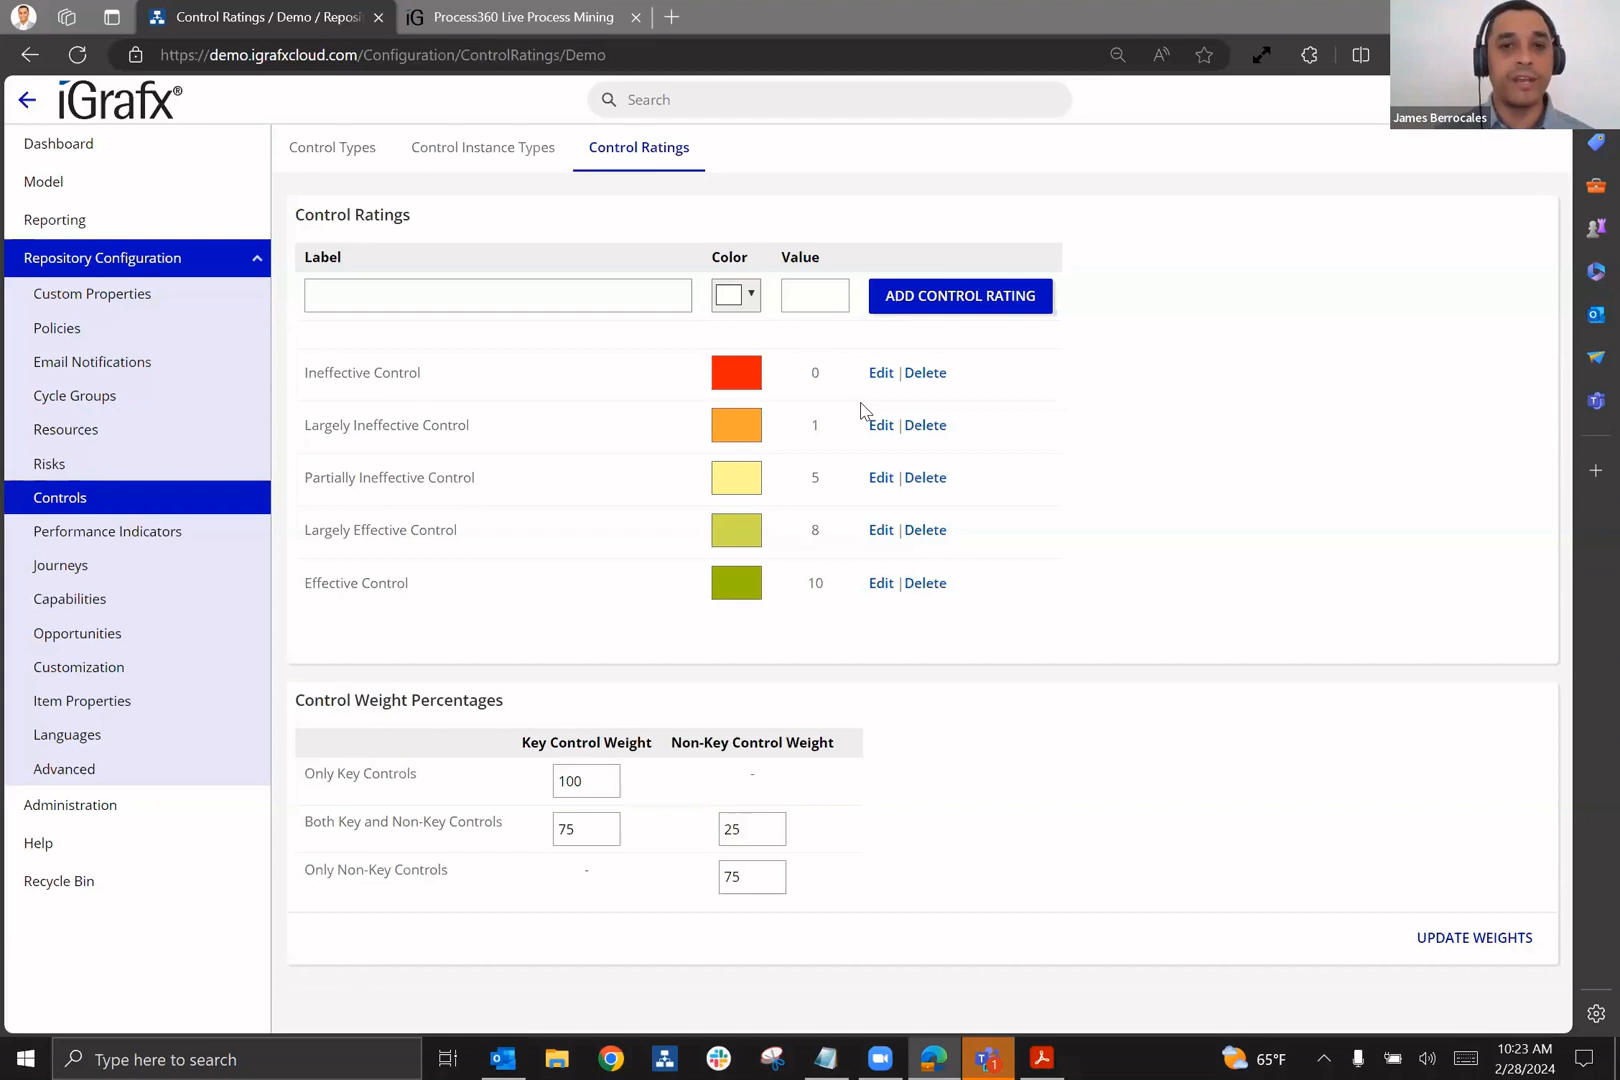 Control Ratings / Demo / Reposi
Process360 Live Process Mining
https://demo.igrafxcloud.com/Configuration/ControlRatings/Demo
James Berrocales
iGrafx®
Search
Dashboard
Model
Reporting
Repository Configuration
Custom Properties
Policies
Email Notifications
Cycle Groups
Resources
Risks
Controls
Performance Indicators
Journeys
Capabilities
Opportunities
Customization
Item Properties
Languages
Advanced
Administration
Help
Recycle Bin
Control Types Control Instance Types Control Ratings
Control Ratings
Label Color Value
ADD CONTROL RATING
Ineffective Control 0 Edit | Delete
Largely Ineffective Control 1 Edit | Delete
Partially Ineffective Control 5 Edit | Delete
Largely Effective Control 8 Edit | Delete
Effective Control 10 Edit | Delete
Control Weight Percentages
Key Control Weight Non-Key Control Weight
Only Key Controls 100 -
Both Key and Non-Key Controls 75 25
Only Non-Key Controls - 75
UPDATE WEIGHTS
Type here to search
65°F
10:23 AM
2/28/2024